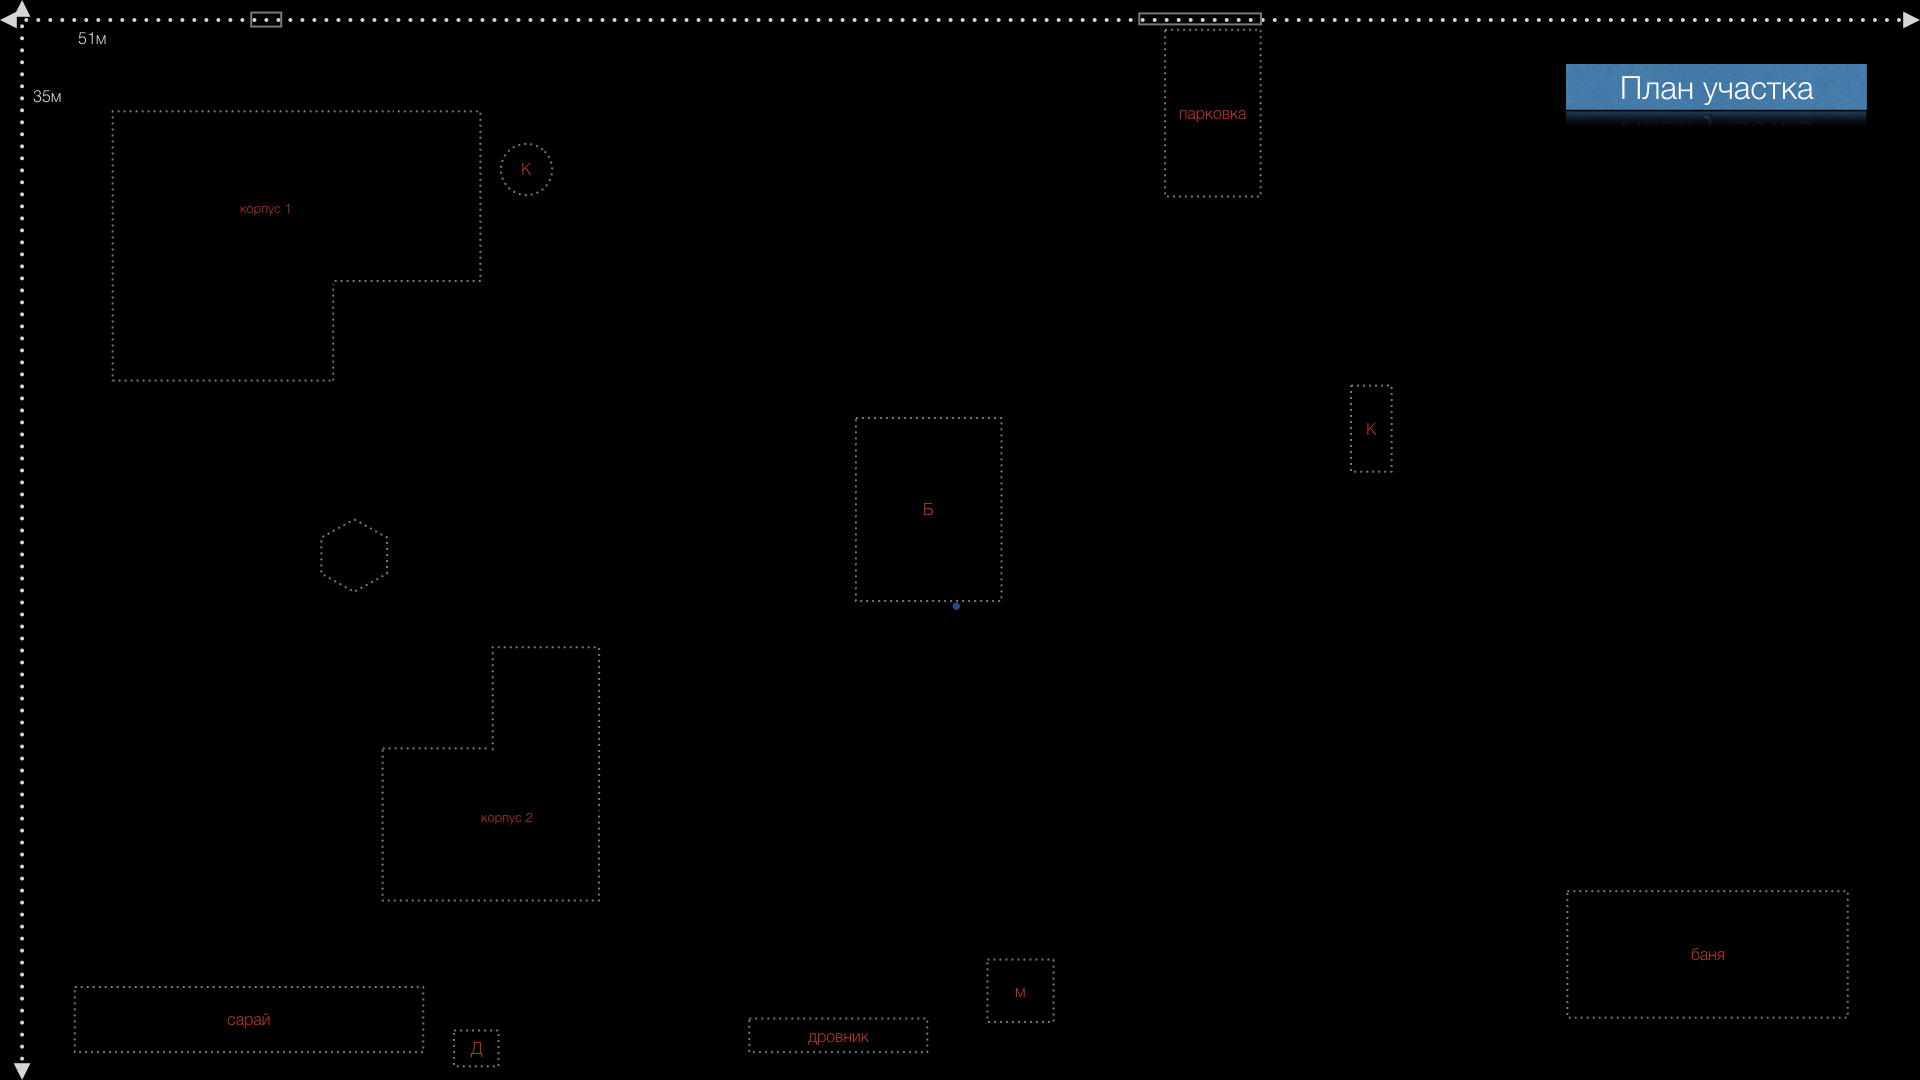 51м
План участка
35м
парковка
К
корпус 1
К
Б
корпус 2
баня
м
сарай
дровник
Д